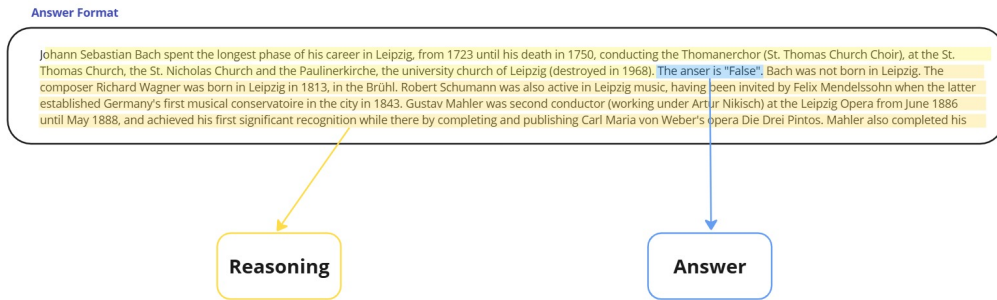 Answer Format
Johann Sebastian Bach spent the longest phase of his career in Leipzig, from 1723 until his death in 1750, conducting the Thomanerchor (St. Thomas Church Choir), at the St.
Thomas Church, the St. Nicholas Church and the Paulinerkirche, the university church of Leipzig (destroyed in 1968). The anser is "False". Bach was not born in Leipzig. The
composer Richard Wagner was born in Leipzig in 1813, in the Brühl. Robert Schumann was also active in Leipzig music, having been invited by Felix Mendelssohn when the latter
established Germany's first musical conservatoire in the city in 1843. Gustav Mahler was second conductor (working under Artur Nikisch) at the Leipzig Opera from June 1886
until May 1888, and achieved his first significant recognition while there by completing and publishing Carl Maria von Weber's opera Die Drei Pintos. Mahler also completed his
Reasoning
Answer